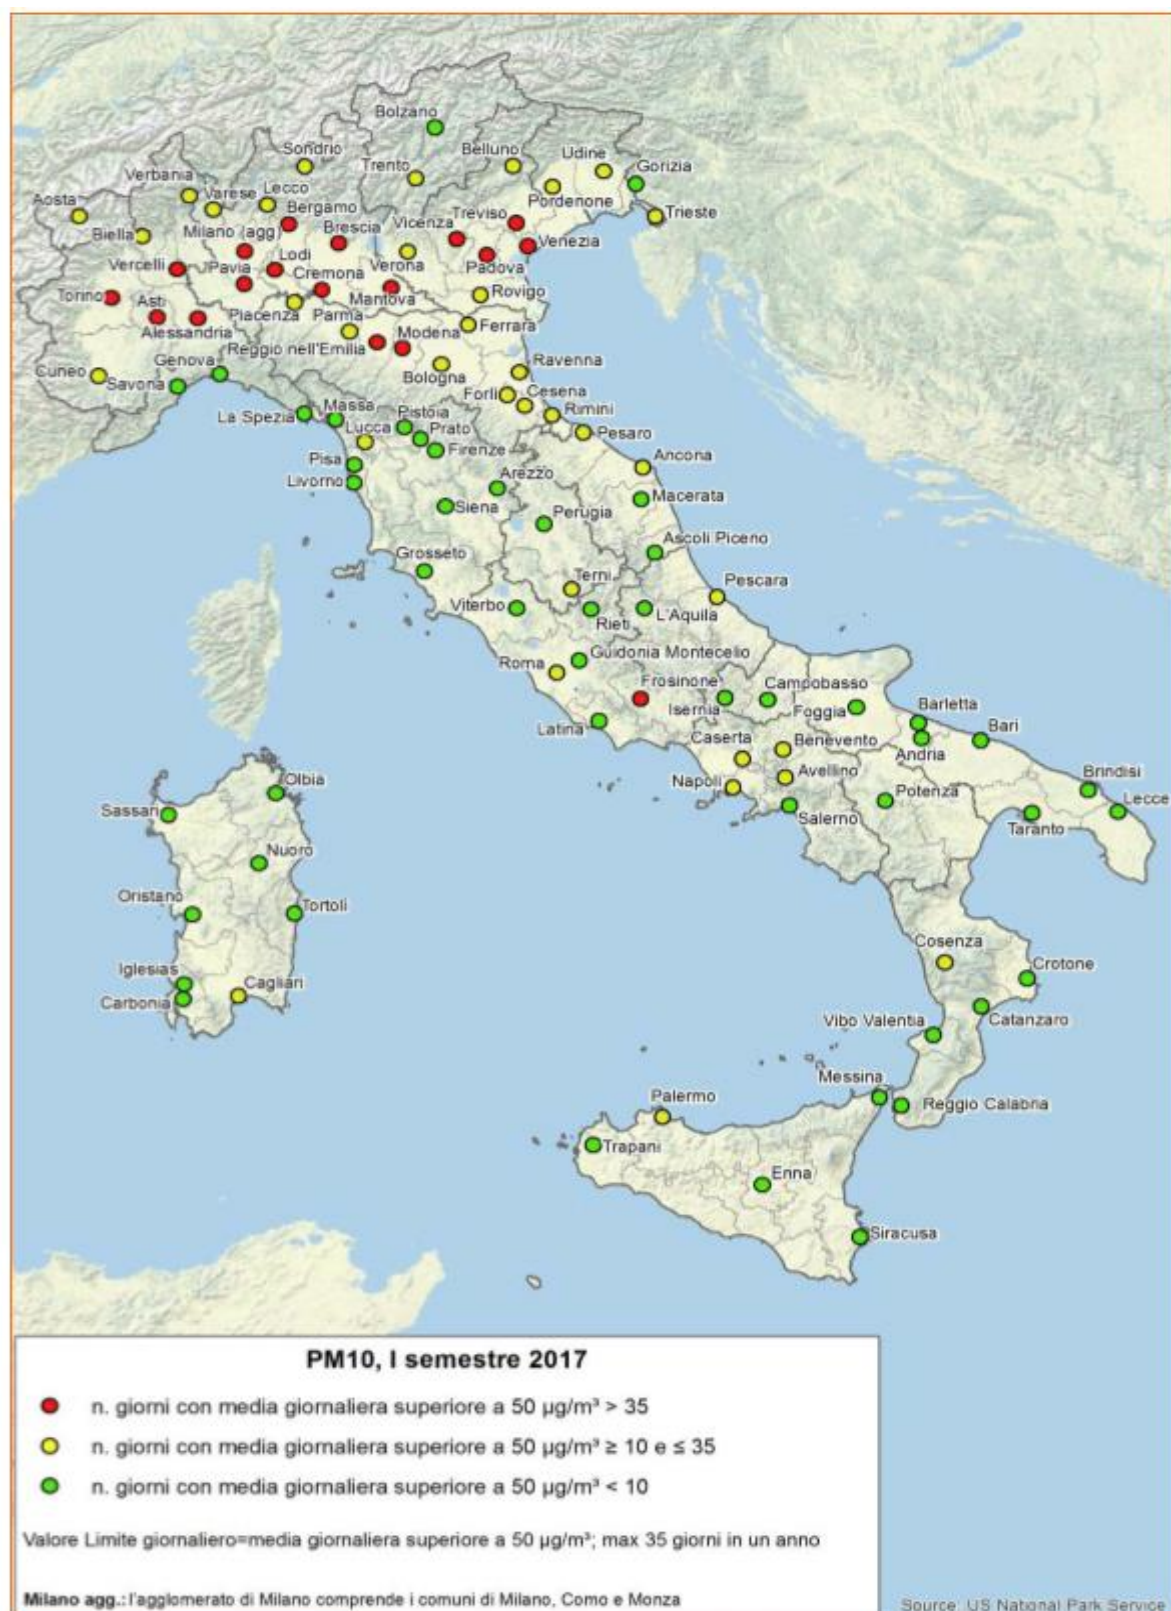 Bolzano
Sondrio
Belluno
Udine
Trento
Gorizia
Verbania
Varese
Lecco
Pordenone
Aosta
Bergamo
Vicenza
Treviso
Trieste
Biella
Milano (agg)
Brescia
Venezia
Vercelli
Pavia
Lodi
Cremona
Verona
Padova
Torino
Asti
Mantova
Rovigo
Piacenza
Parma
Alessandria
Modena
Ferrara
Reggio nell'Emilia
Genova
Ravenna
Cuneo
Savona
Bologna
Cesena
Forlì
La Spezia
Massa
Pistoia
Rimini
Lucca
Prato
Pesaro
Firenze
Pisa
Ancona
Livorno
Arezzo
Macerata
Siena
Perugia
Ascoli Piceno
Grosseto
Terni
Pescara
Viterbo
Rieti
L'Aquila
Guidonia Montecelio
Roma
Frosinone
Campobasso
Isernia
Foggia
Barletta
Latina
Bari
Caserta
Benevento
Andria
Napoli
Avellino
Brindisi
Olbia
Potenza
Lecce
Sassari
Salerno
Taranto
Nuoro
Oristano
Tortolì
Cosenza
Crotone
Iglesias
Cagliari
Carbonia
Catanzaro
Vibo Valentia
Messina
Palermo
Reggio Calabria
Trapani
Enna
Siracusa
PM10, I semestre 2017
n. giorni con media giornaliera superiore a 50 µg/m³ > 35
n. giorni con media giornaliera superiore a 50 µg/m³ ≥ 10 e ≤ 35
n. giorni con media giornaliera superiore a 50 µg/m³ < 10
Valore Limite giornaliero=media giornaliera superiore a 50 µg/m³; max 35 giorni in un anno
Milano agg.: l'agglomerato di Milano comprende i comuni di Milano, Como e Monza
Source: US National Park Service